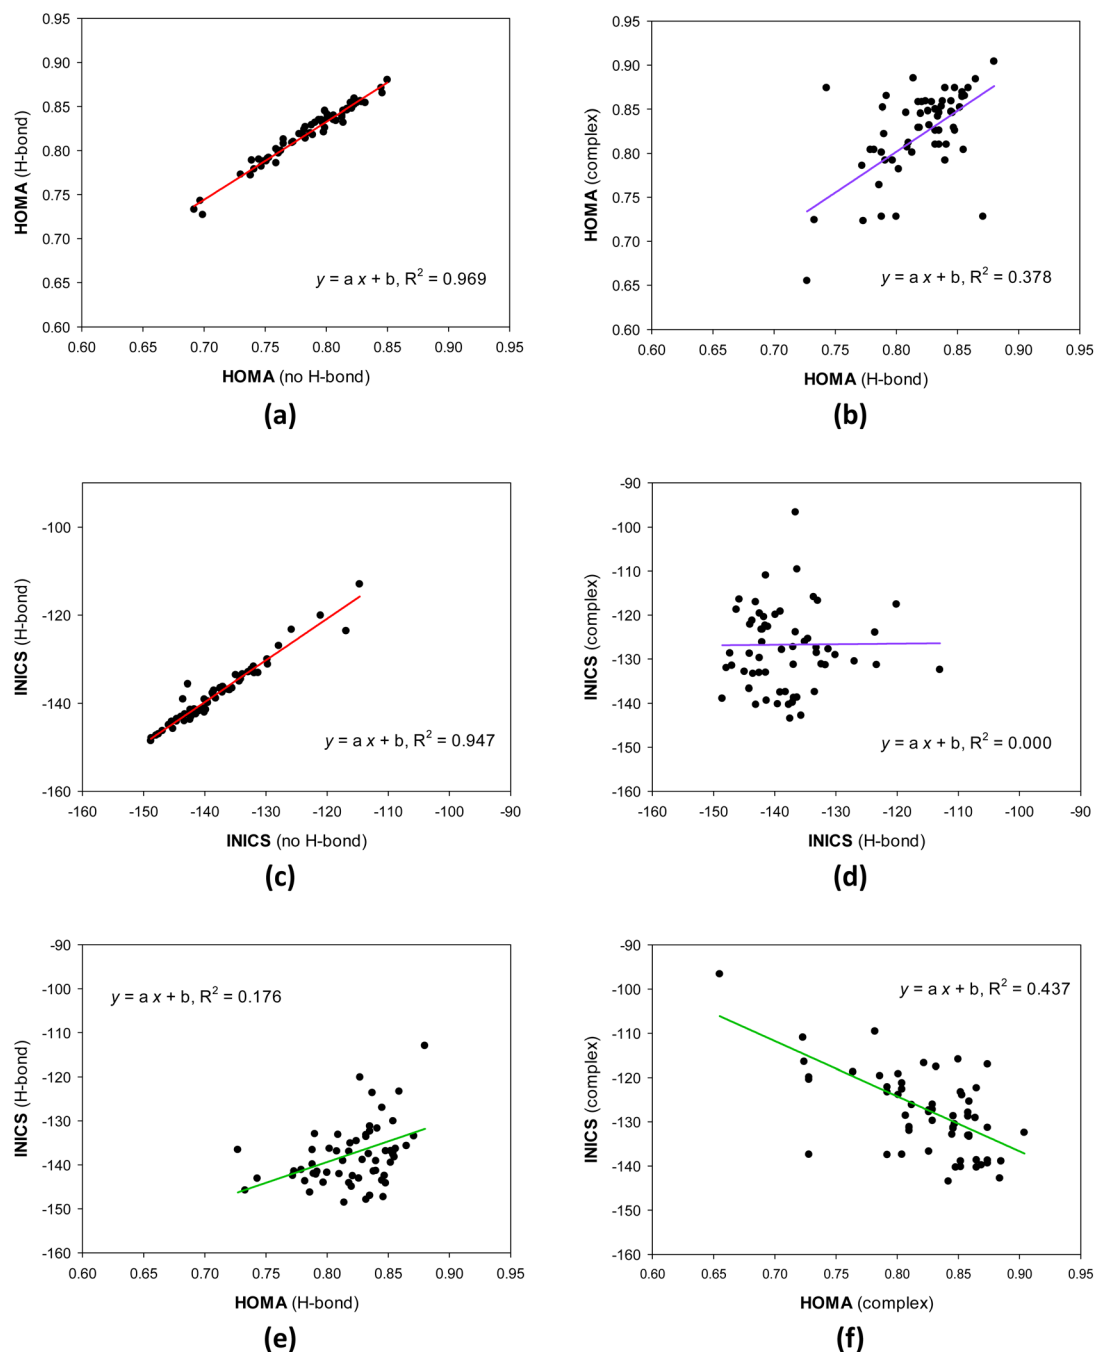 0.95
0.90
0.85
0.80
0.75
0.70
0.65
0.60
HOMA (H-bond)
y = a x + b, R² = 0.969
0.60 0.65 0.70 0.75 0.80 0.85 0.90 0.95
HOMA (no H-bond)
(a)
0.95
0.90
0.85
0.80
0.75
0.70
0.65
0.60
HOMA (complex)
y = a x + b, R² = 0.378
0.60 0.65 0.70 0.75 0.80 0.85 0.90 0.95
HOMA (H-bond)
(b)
-100
-120
-140
-160
INICS (H-bond)
y = a x + b, R² = 0.947
-160 -150 -140 -130 -120 -110 -100 -90
INICS (no H-bond)
(c)
-90
-100
-110
-120
-130
-140
-150
-160
INICS (complex)
y = a x + b, R² = 0.000
-160 -150 -140 -130 -120 -110 -100 -90
INICS (H-bond)
(d)
-90
-100
-110
-120
-130
-140
-150
-160
INICS (H-bond)
y = a x + b, R² = 0.176
0.60 0.65 0.70 0.75 0.80 0.85 0.90 0.95
HOMA (H-bond)
(e)
-90
-100
-110
-120
-130
-140
-150
-160
INICS (complex)
y = a x + b, R² = 0.437
0.60 0.65 0.70 0.75 0.80 0.85 0.90 0.95
HOMA (complex)
(f)